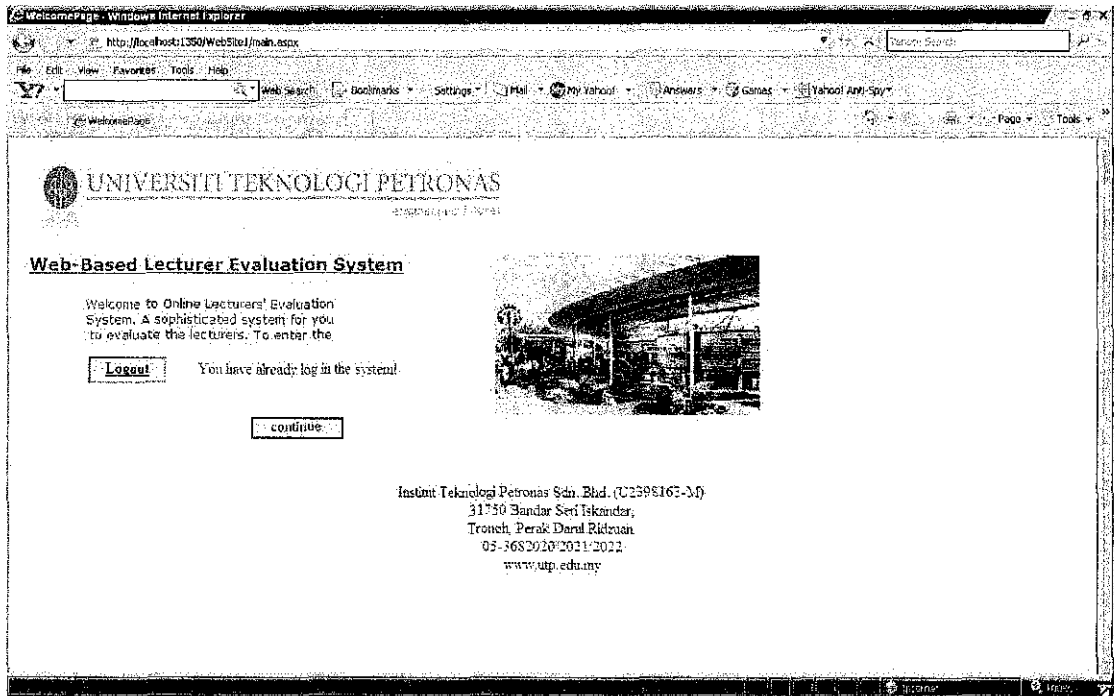 WelcomePage - Windows Internet Explorer
http://localhost:1350/WebSite1/main.aspx
File Edit View Favorites Tools Help
Web Search Bookmarks Settings Mail My Yahoo! Answers Games Yahoo! Anti-Spy
WelcomePage Page Tools
UNIVERSITI TEKNOLOGI PETRONAS
Web-Based Lecturer Evaluation System
Welcome to Online Lecturers' Evaluation
System. A sophisticated system for you
to evaluate the lecturers. To enter the
Logout You have already log in the system!
continue
Institut Teknologi Petronas Sdn. Bhd. (U2398163-M)
31750 Bandar Seri Iskandar,
Tronoh, Perak Darul Ridzuan
05-3682020/2021/2022
www.utp.edu.my
Internet